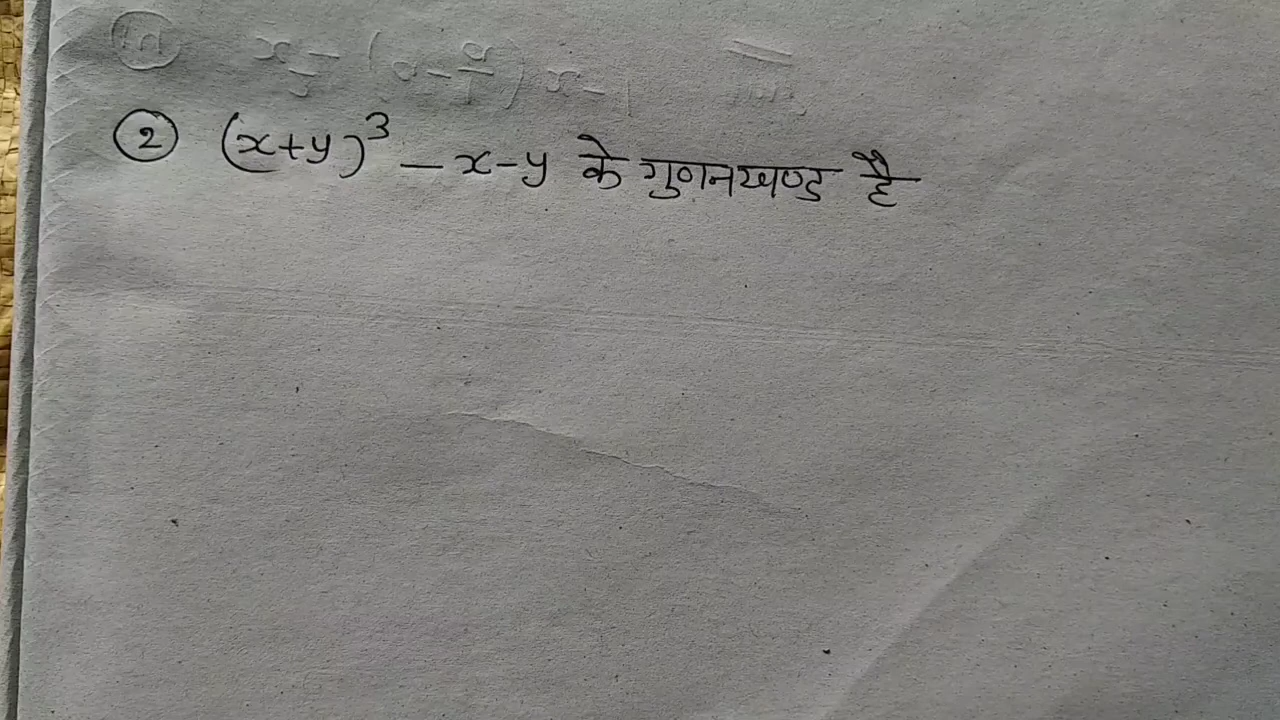 ② (x+y)³ – x – y के गुणनखण्ड है